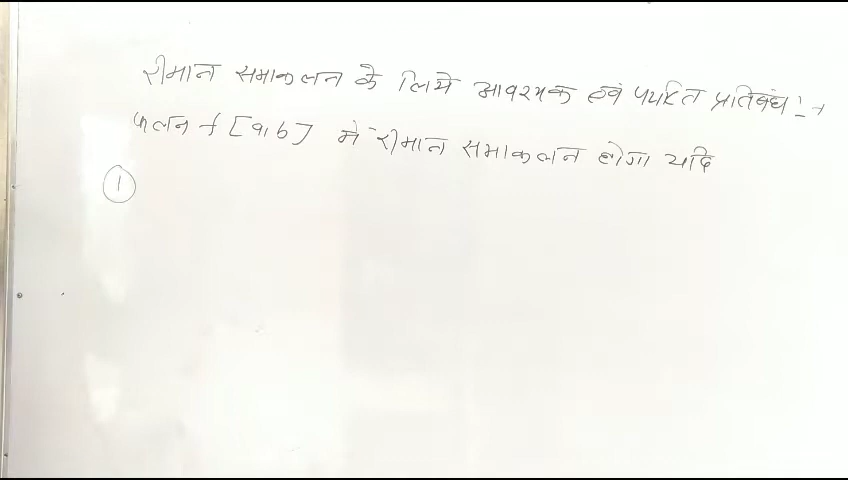 रीमान समाकलन के लिये आवश्यक एवं पर्याप्त प्रतिबंध :-
फलन f [a, b] में रीमान समाकलन होगा यदि
①